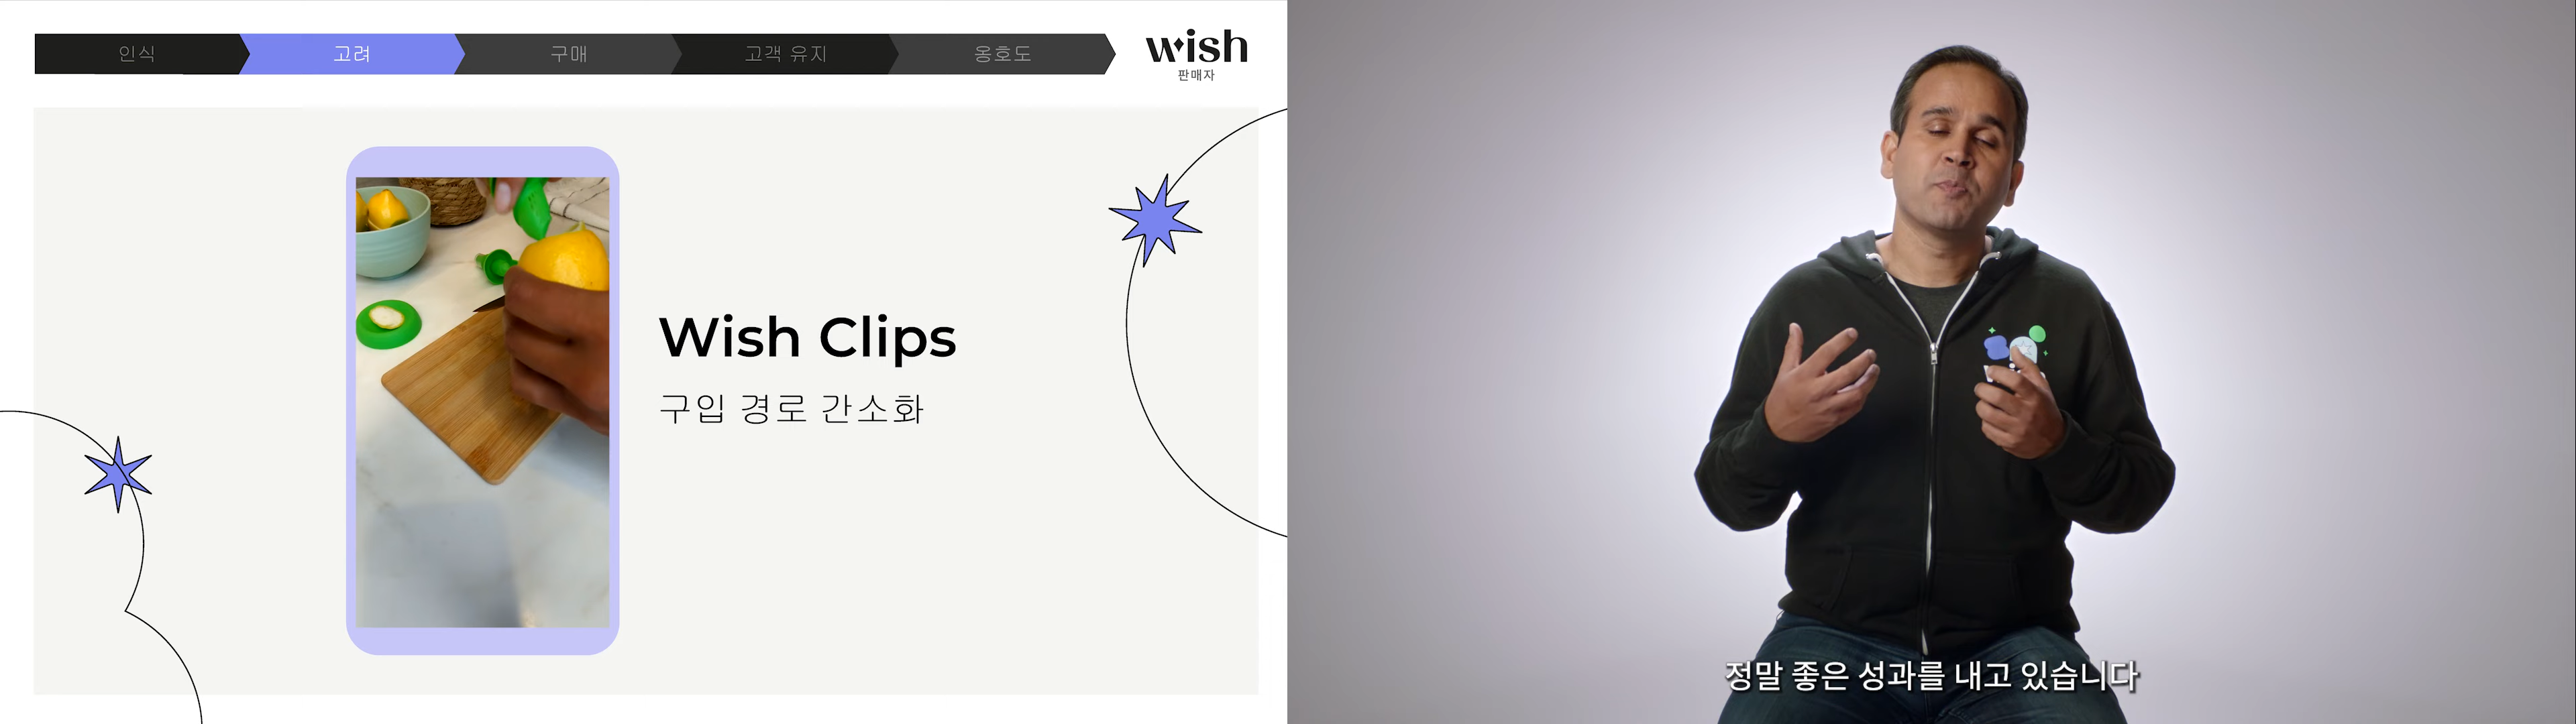 인식
고려
구매
고객 유지
옹호도
wish
판매자
Wish Clips
구입 경로 간소화
정말 좋은 성과를 내고 있습니다